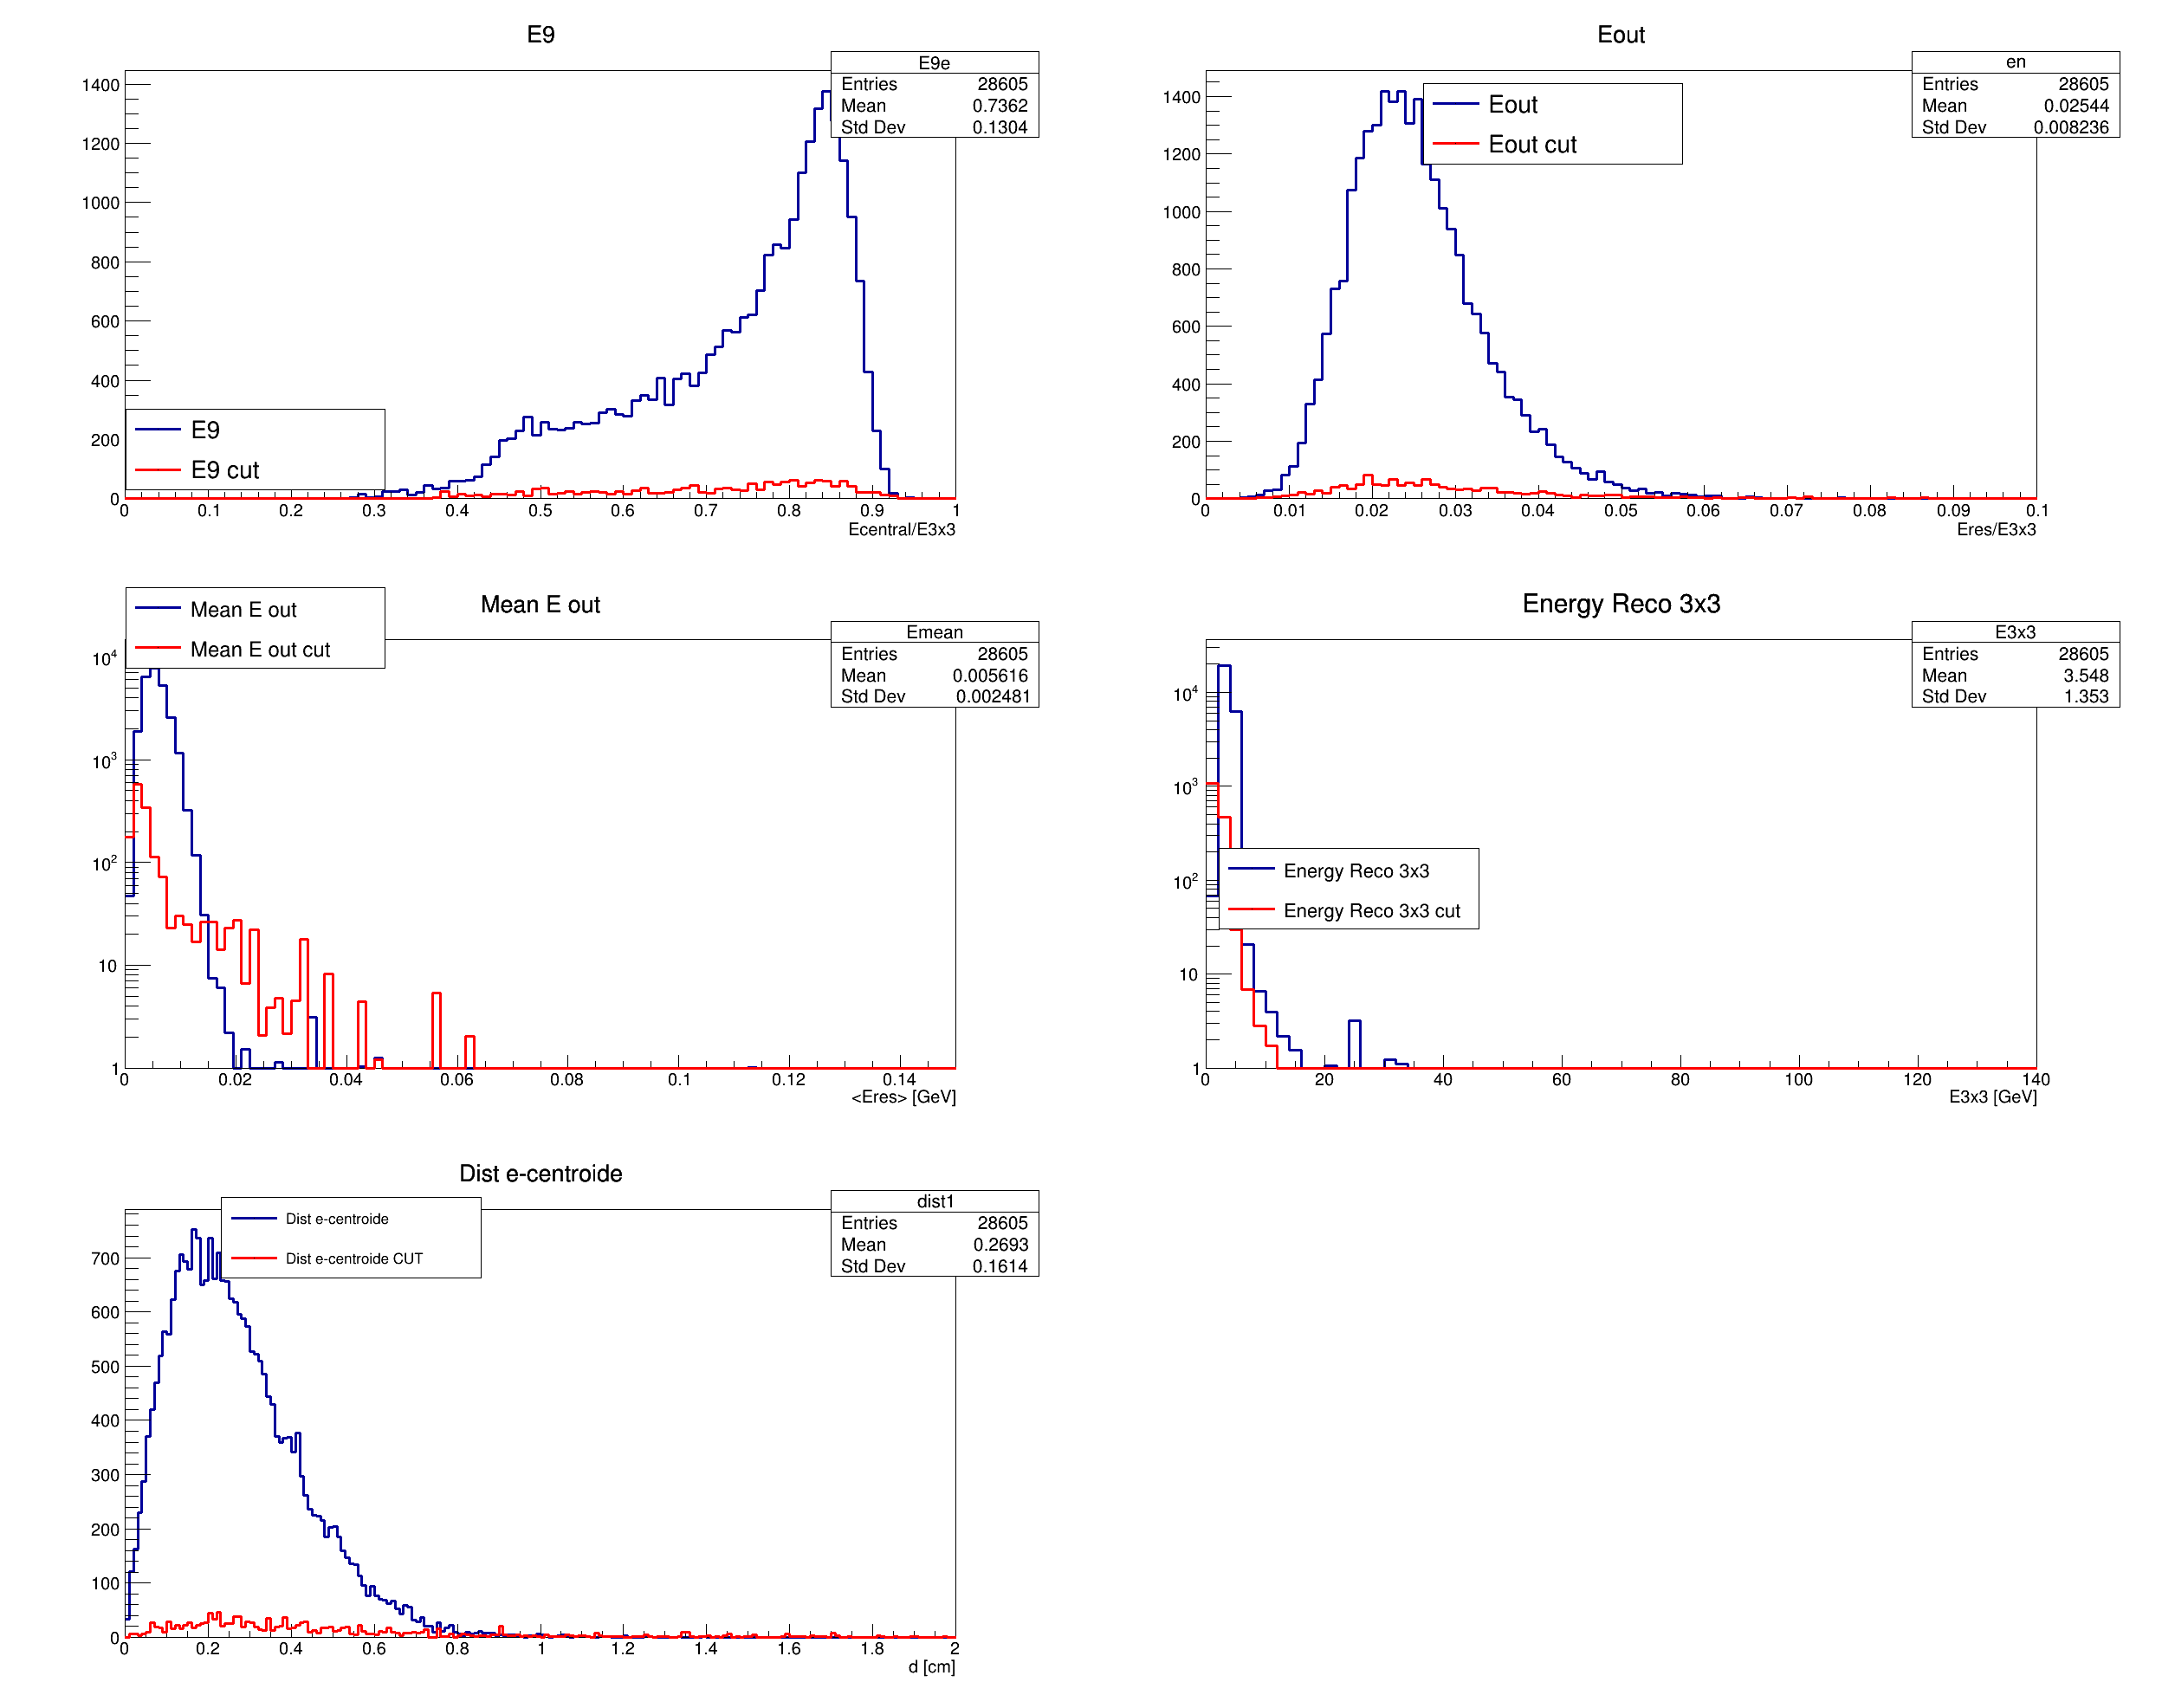 E9
E9e
Entries 28605
Mean 0.7362
Std Dev 0.1304
1400
1200
1000
800
600
400
200
0
E9
E9 cut
0 0.1 0.2 0.3 0.4 0.5 0.6 0.7 0.8 0.9 1
Ecentral/E3x3
Eout
en
Entries 28605
Mean 0.02544
Std Dev 0.008236
1400
1200
1000
800
600
400
200
0
Eout
Eout cut
0 0.01 0.02 0.03 0.04 0.05 0.06 0.07 0.08 0.09 0.1
Eres/E3x3
Mean E out
Mean E out
Mean E out cut
Emean
Entries 28605
Mean 0.005616
Std Dev 0.002481
10^4
10^3
10^2
10
1
0 0.02 0.04 0.06 0.08 0.1 0.12 0.14
<Eres> [GeV]
Energy Reco 3x3
E3x3
Entries 28605
Mean 3.548
Std Dev 1.353
10^4
10^3
10^2
10
1
Energy Reco 3x3
Energy Reco 3x3 cut
0 20 40 60 80 100 120 140
E3x3 [GeV]
Dist e-centroide
Dist e-centroide
Dist e-centroide CUT
dist1
Entries 28605
Mean 0.2693
Std Dev 0.1614
700
600
500
400
300
200
100
0
0 0.2 0.4 0.6 0.8 1 1.2 1.4 1.6 1.8 2
d [cm]